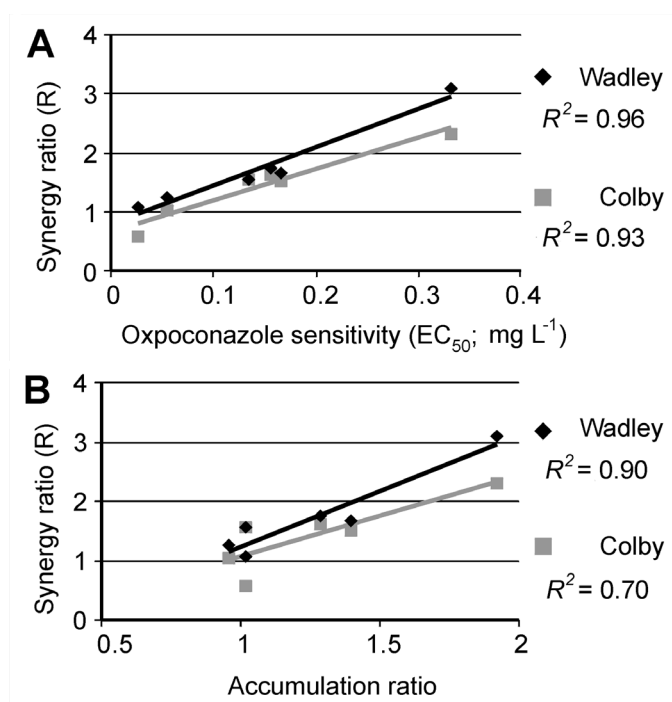 A
4
3
2
1
0
Synergy ratio (R)
0 0.1 0.2 0.3 0.4
Oxpoconazole sensitivity (EC50; mg L-1)
Wadley
R2 = 0.96
Colby
R2 = 0.93
B
4
3
2
1
0
Synergy ratio (R)
0.5 1 1.5 2
Accumulation ratio
Wadley
R2 = 0.90
Colby
R2 = 0.70